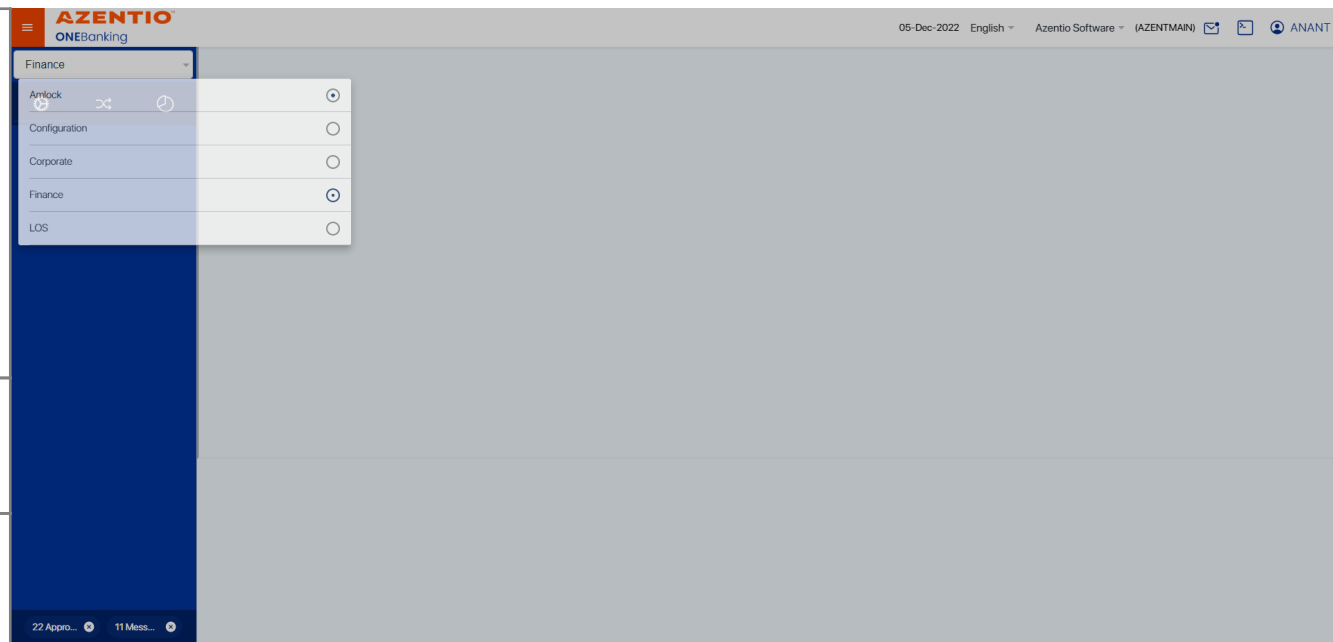 AZENTIO™
ONEBanking
05-Dec-2022 English Azentio Software (AZENTMAIN) ANANT
Finance
Amlock
Configuration
Corporate
Finance
LOS
22 Appro... 11 Mess...